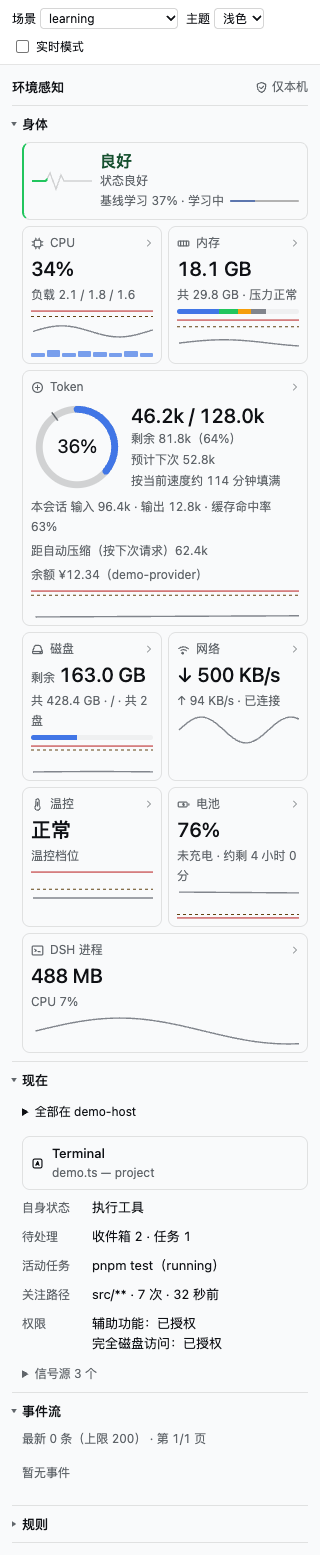 场景 learning 主题 浅色
实时模式
环境感知 仅本机
身体
良好
状态良好
基线学习 37% · 学习中
CPU
34%
负载 2.1 / 1.8 / 1.6
内存
18.1 GB
共 29.8 GB · 压力正常
Token
36%
46.2k / 128.0k
剩余 81.8k（64%）
预计下次 52.8k
按当前速度约 114 分钟填满
本会话 输入 96.4k · 输出 12.8k · 缓存命中率
63%
距自动压缩（按下次请求）62.4k
余额 ¥12.34（demo-provider）
磁盘
剩余 163.0 GB
共 428.4 GB · / · 共 2
盘
网络
↓ 500 KB/s
↑ 94 KB/s · 已连接
温控
正常
温控档位
电池
76%
未充电 · 约剩 4 小时 0
分
DSH 进程
488 MB
CPU 7%
现在
全部在 demo-host
Terminal
demo.ts — project
自身状态 执行工具
待处理 收件箱 2 · 任务 1
活动任务 pnpm test（running）
关注路径 src/** · 7 次 · 32 秒前
权限 辅助功能：已授权
完全磁盘访问：已授权
信号源 3 个
事件流
最新 0 条（上限 200） · 第 1/1 页
暂无事件
规则